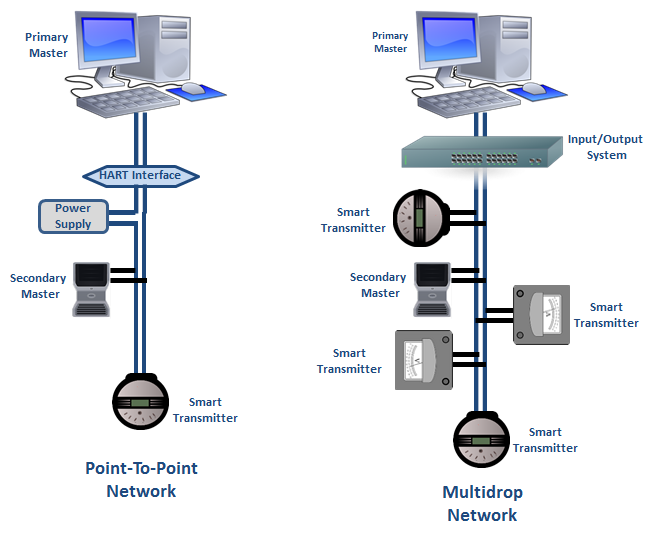 Primary
Master
HART Interface
Power
Supply
Secondary
Master
Smart
Transmitter
Point-To-Point
Network
Primary
Master
Input/Output
System
Smart
Transmitter
Secondary
Master
Smart
Transmitter
Smart
Transmitter
Smart
Transmitter
Multidrop
Network